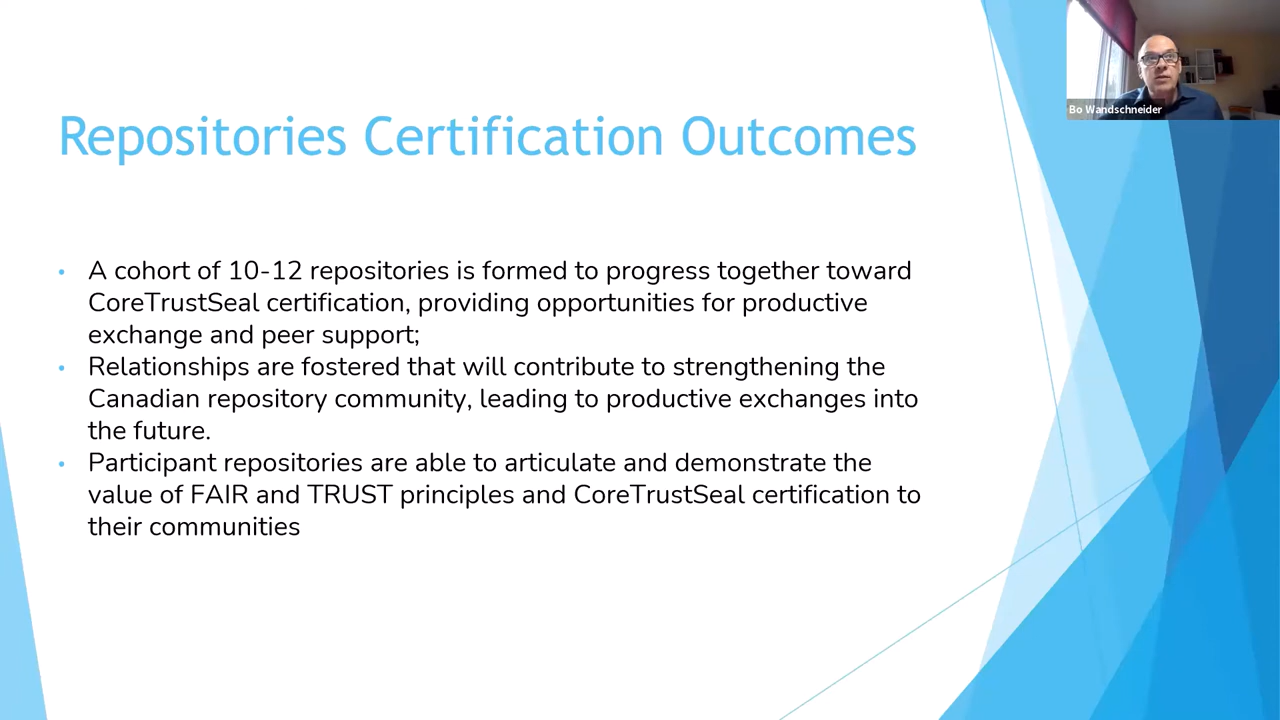 Bo Wandschneider
Repositories Certification Outcomes
• A cohort of 10-12 repositories is formed to progress together toward
CoreTrustSeal certification, providing opportunities for productive
exchange and peer support;
• Relationships are fostered that will contribute to strengthening the
Canadian repository community, leading to productive exchanges into
the future.
• Participant repositories are able to articulate and demonstrate the
value of FAIR and TRUST principles and CoreTrustSeal certification to
their communities